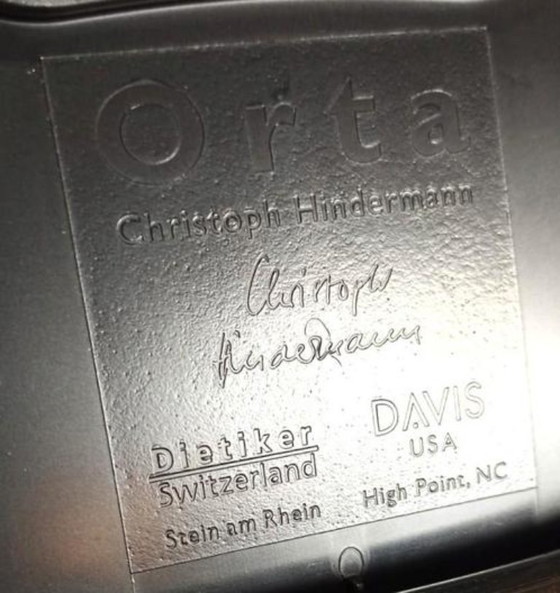 Orta
Christoph Hindermann
Christoph
Hindermann
Dietiker
Switzerland
Stein am Rhein
DAVIS
USA
High Point, NC